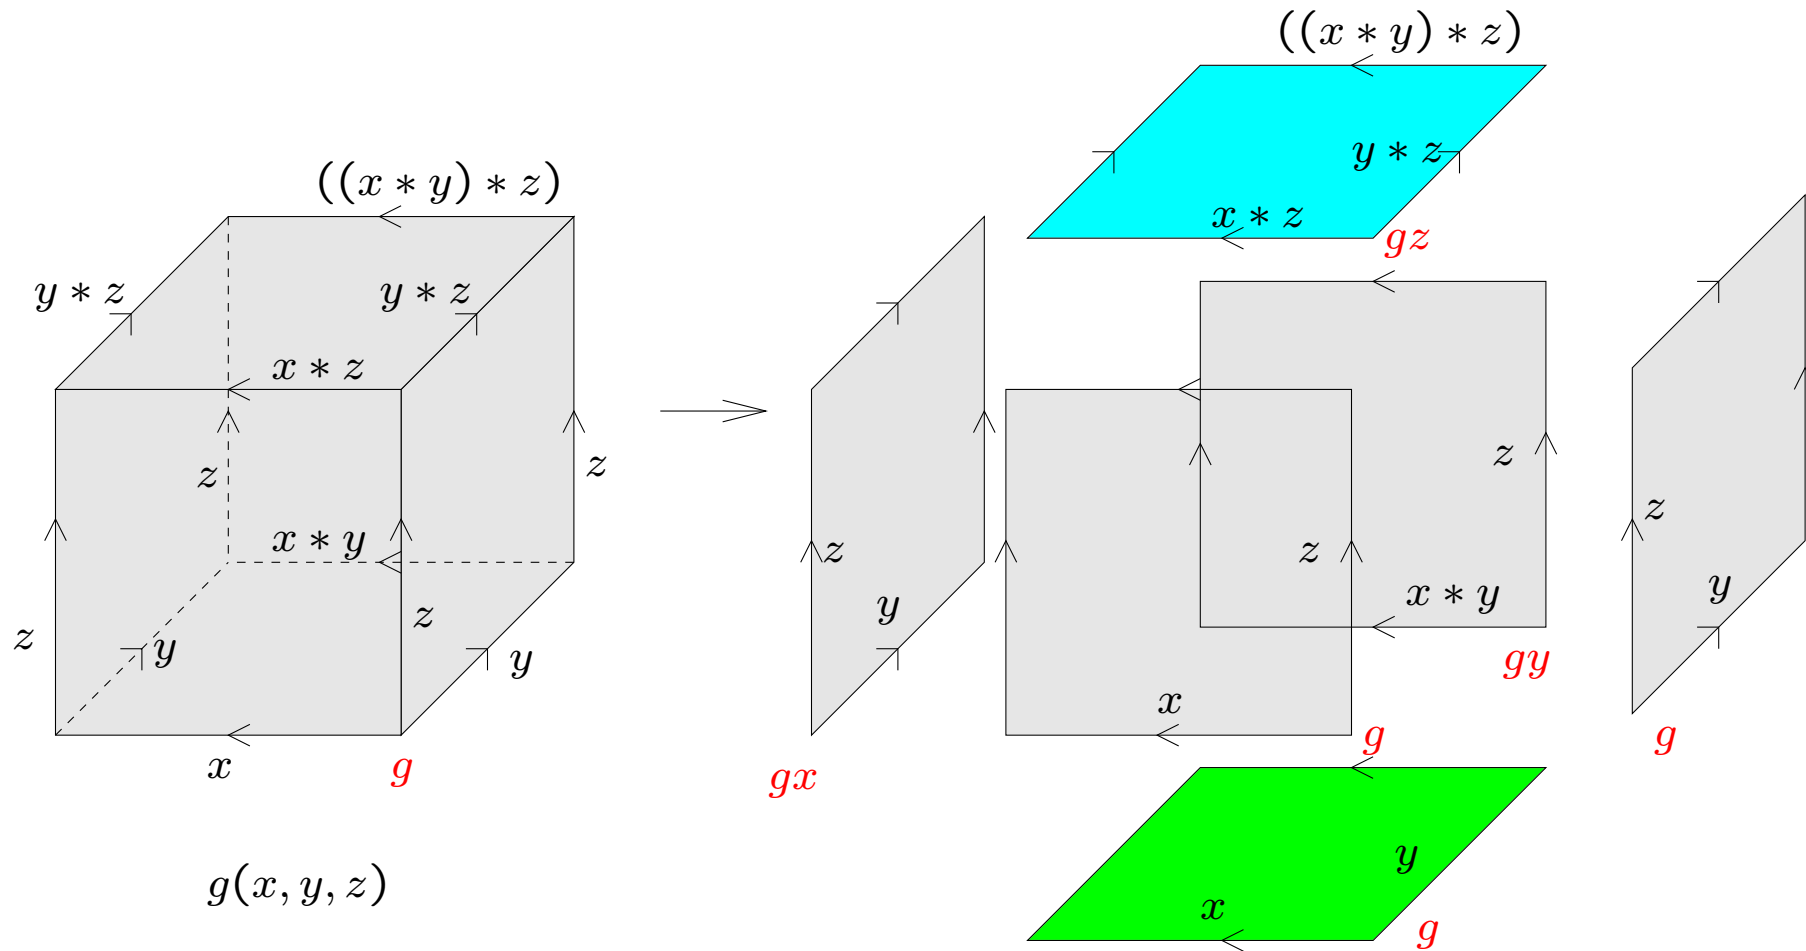 ((x ∗ y) ∗ z)
y ∗ z
x ∗ z
gz
((x ∗ y) ∗ z)
y ∗ z
y ∗ z
x ∗ z
z
z
x ∗ y
z
z
y
y
x
g
g(x, y, z)
z
y
gx
z
x
g
z
x ∗ y
gy
z
y
g
y
x
g